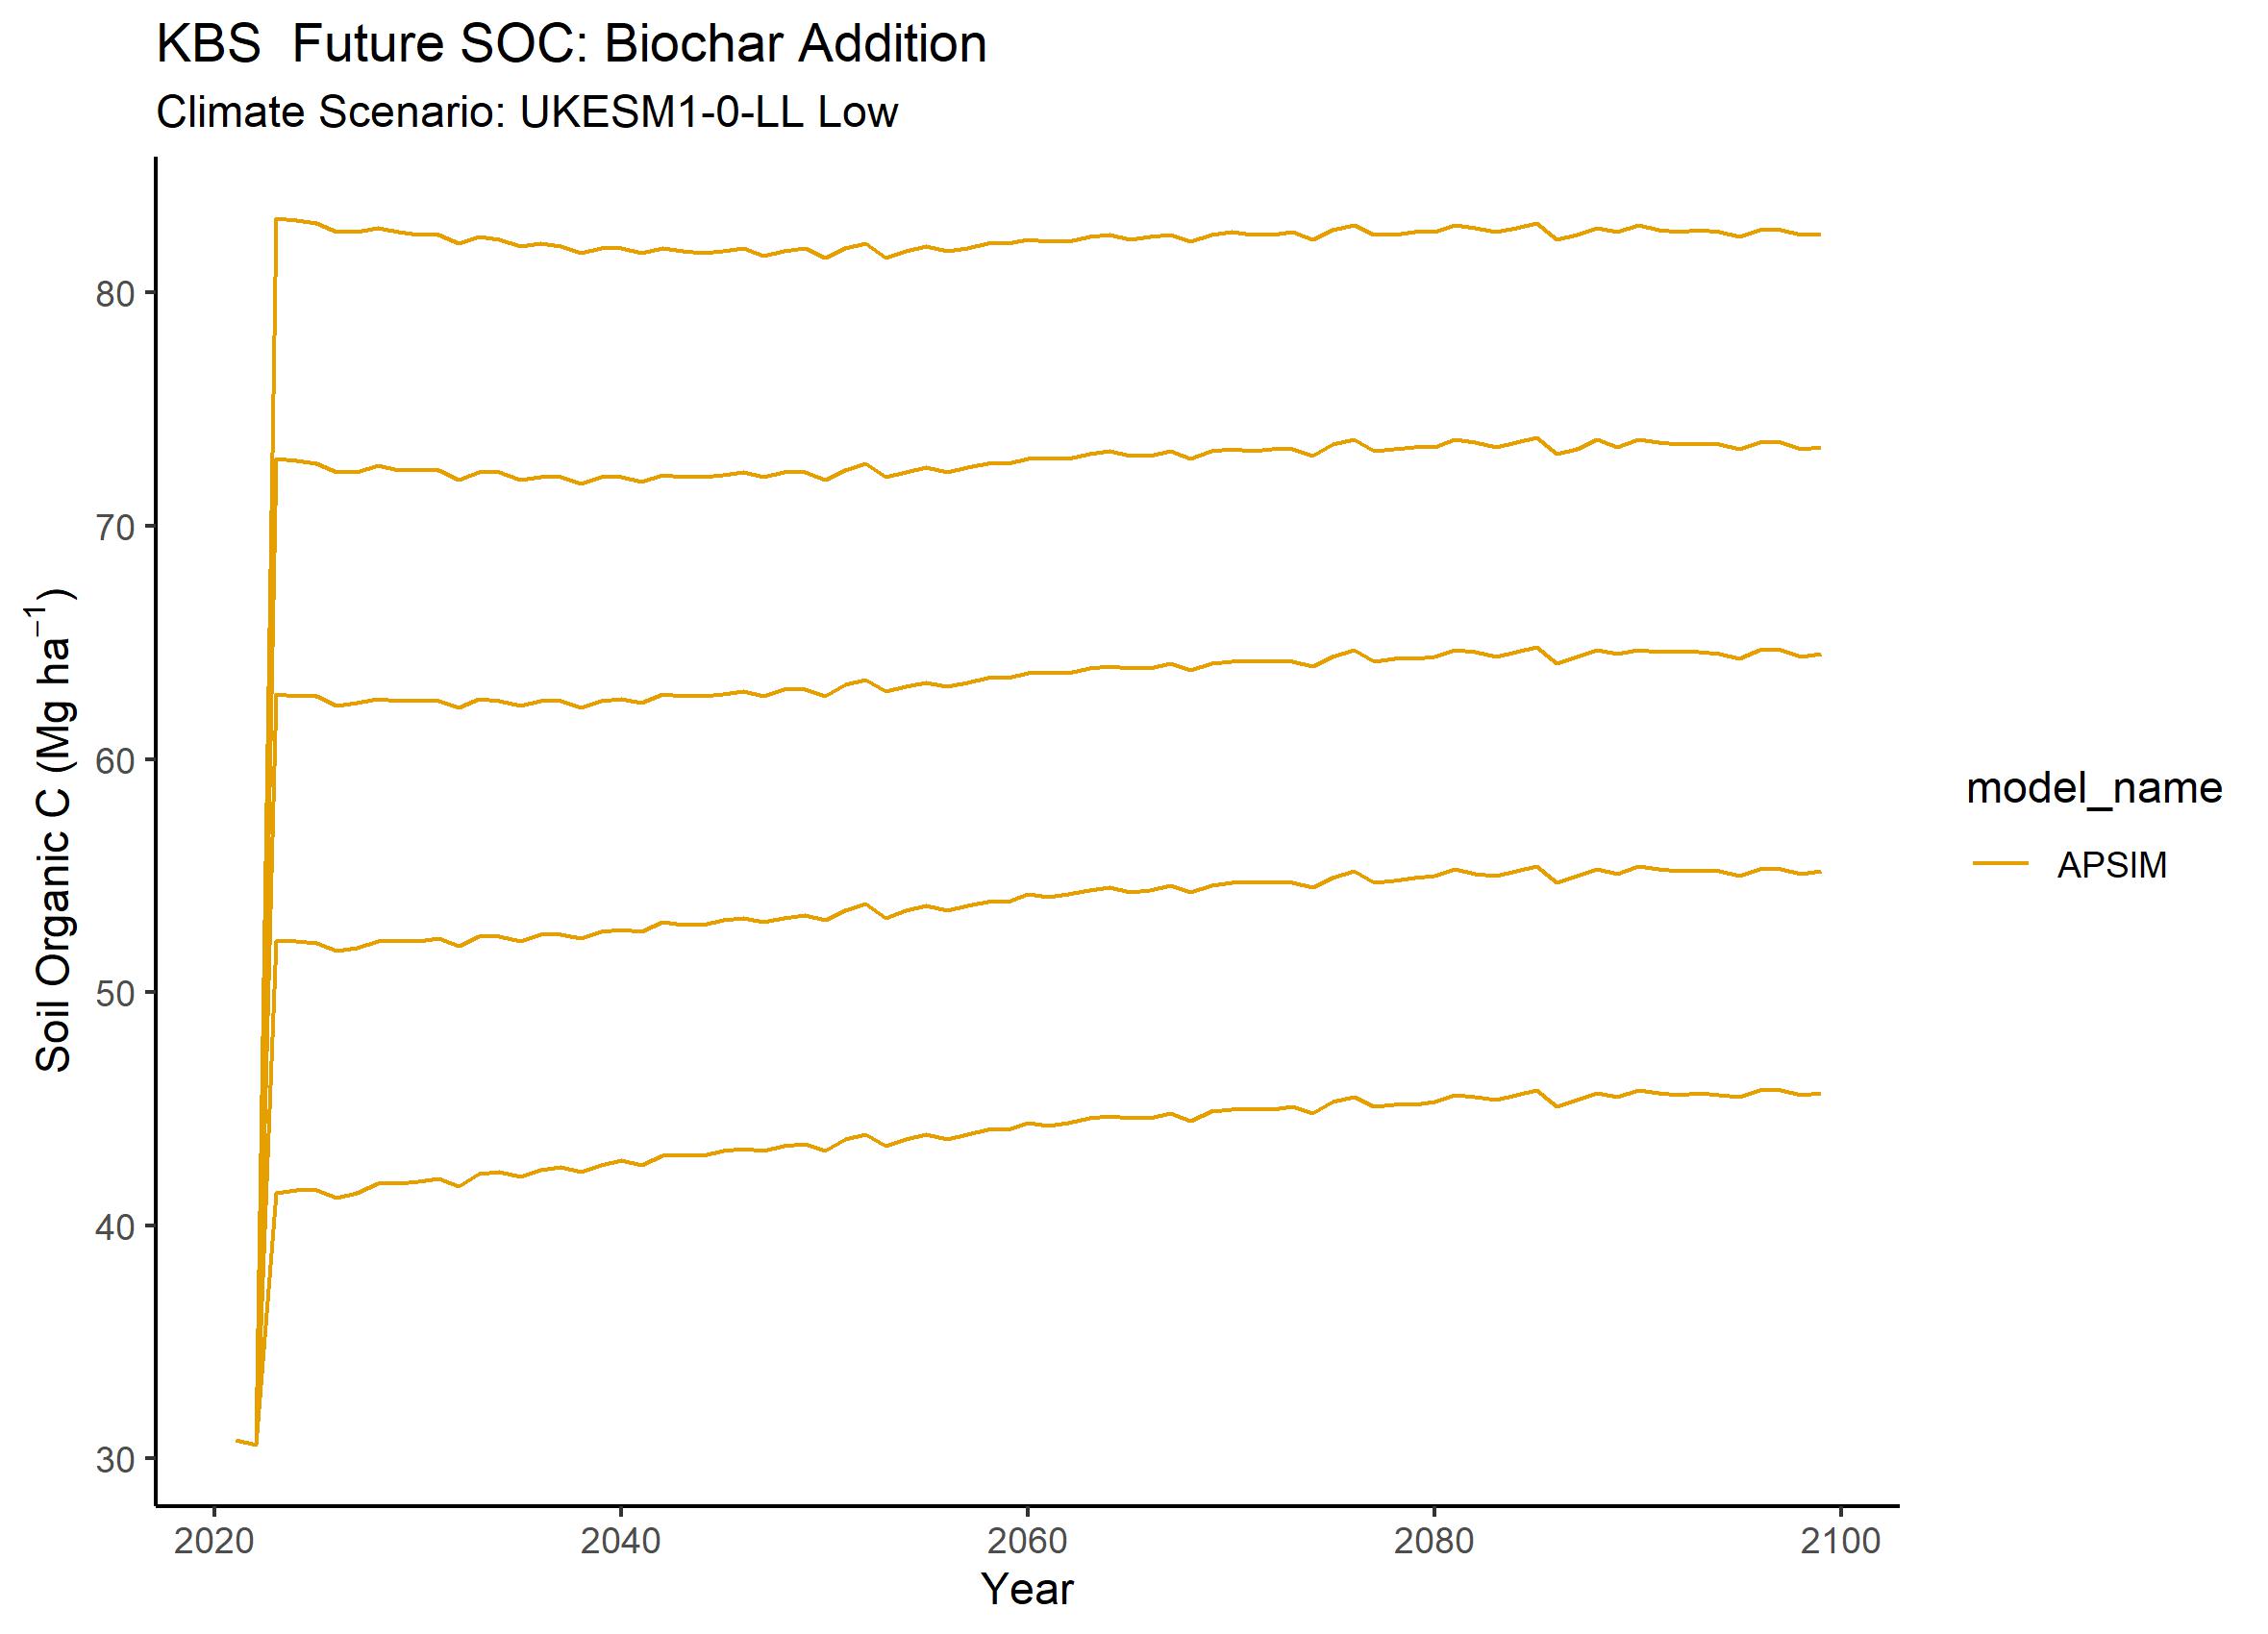 KBS  Future SOC: Biochar Addition
Climate Scenario: UKESM1-0-LL Low
Soil Organic C (Mg ha⁻¹)
80
70
60
50
40
30
2020 2040 2060 2080 2100
Year
model_name
APSIM